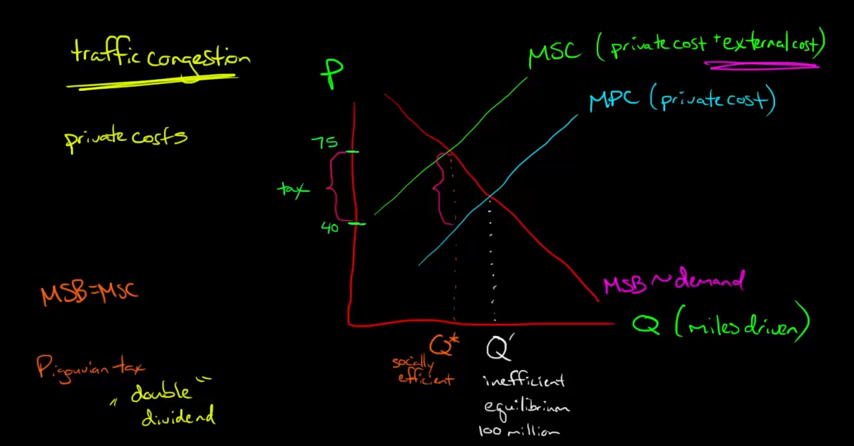 traffic congestion
private costs
MSB=MSC
Pigouvian tax
"double"
dividend
P
75
tax
40
MSC (private cost + external cost)
MPC (private cost)
MSB ~ demand
Q (miles driven)
Q*
socially
efficient
Q'
inefficient
equilibrium
100 million